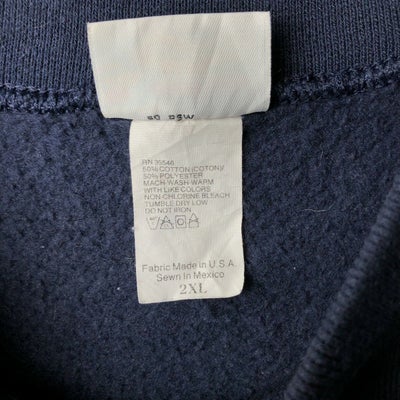 RN 35546
50% COTTON (COTON)/
50% POLYESTER
MACH-WASH-WARM
WITH LIKE COLORS
NON-CHLORINE BLEACH
TUMBLE DRY LOW
DO NOT IRON
Fabric Made in U.S.A.
Sewn in Mexico
2XL